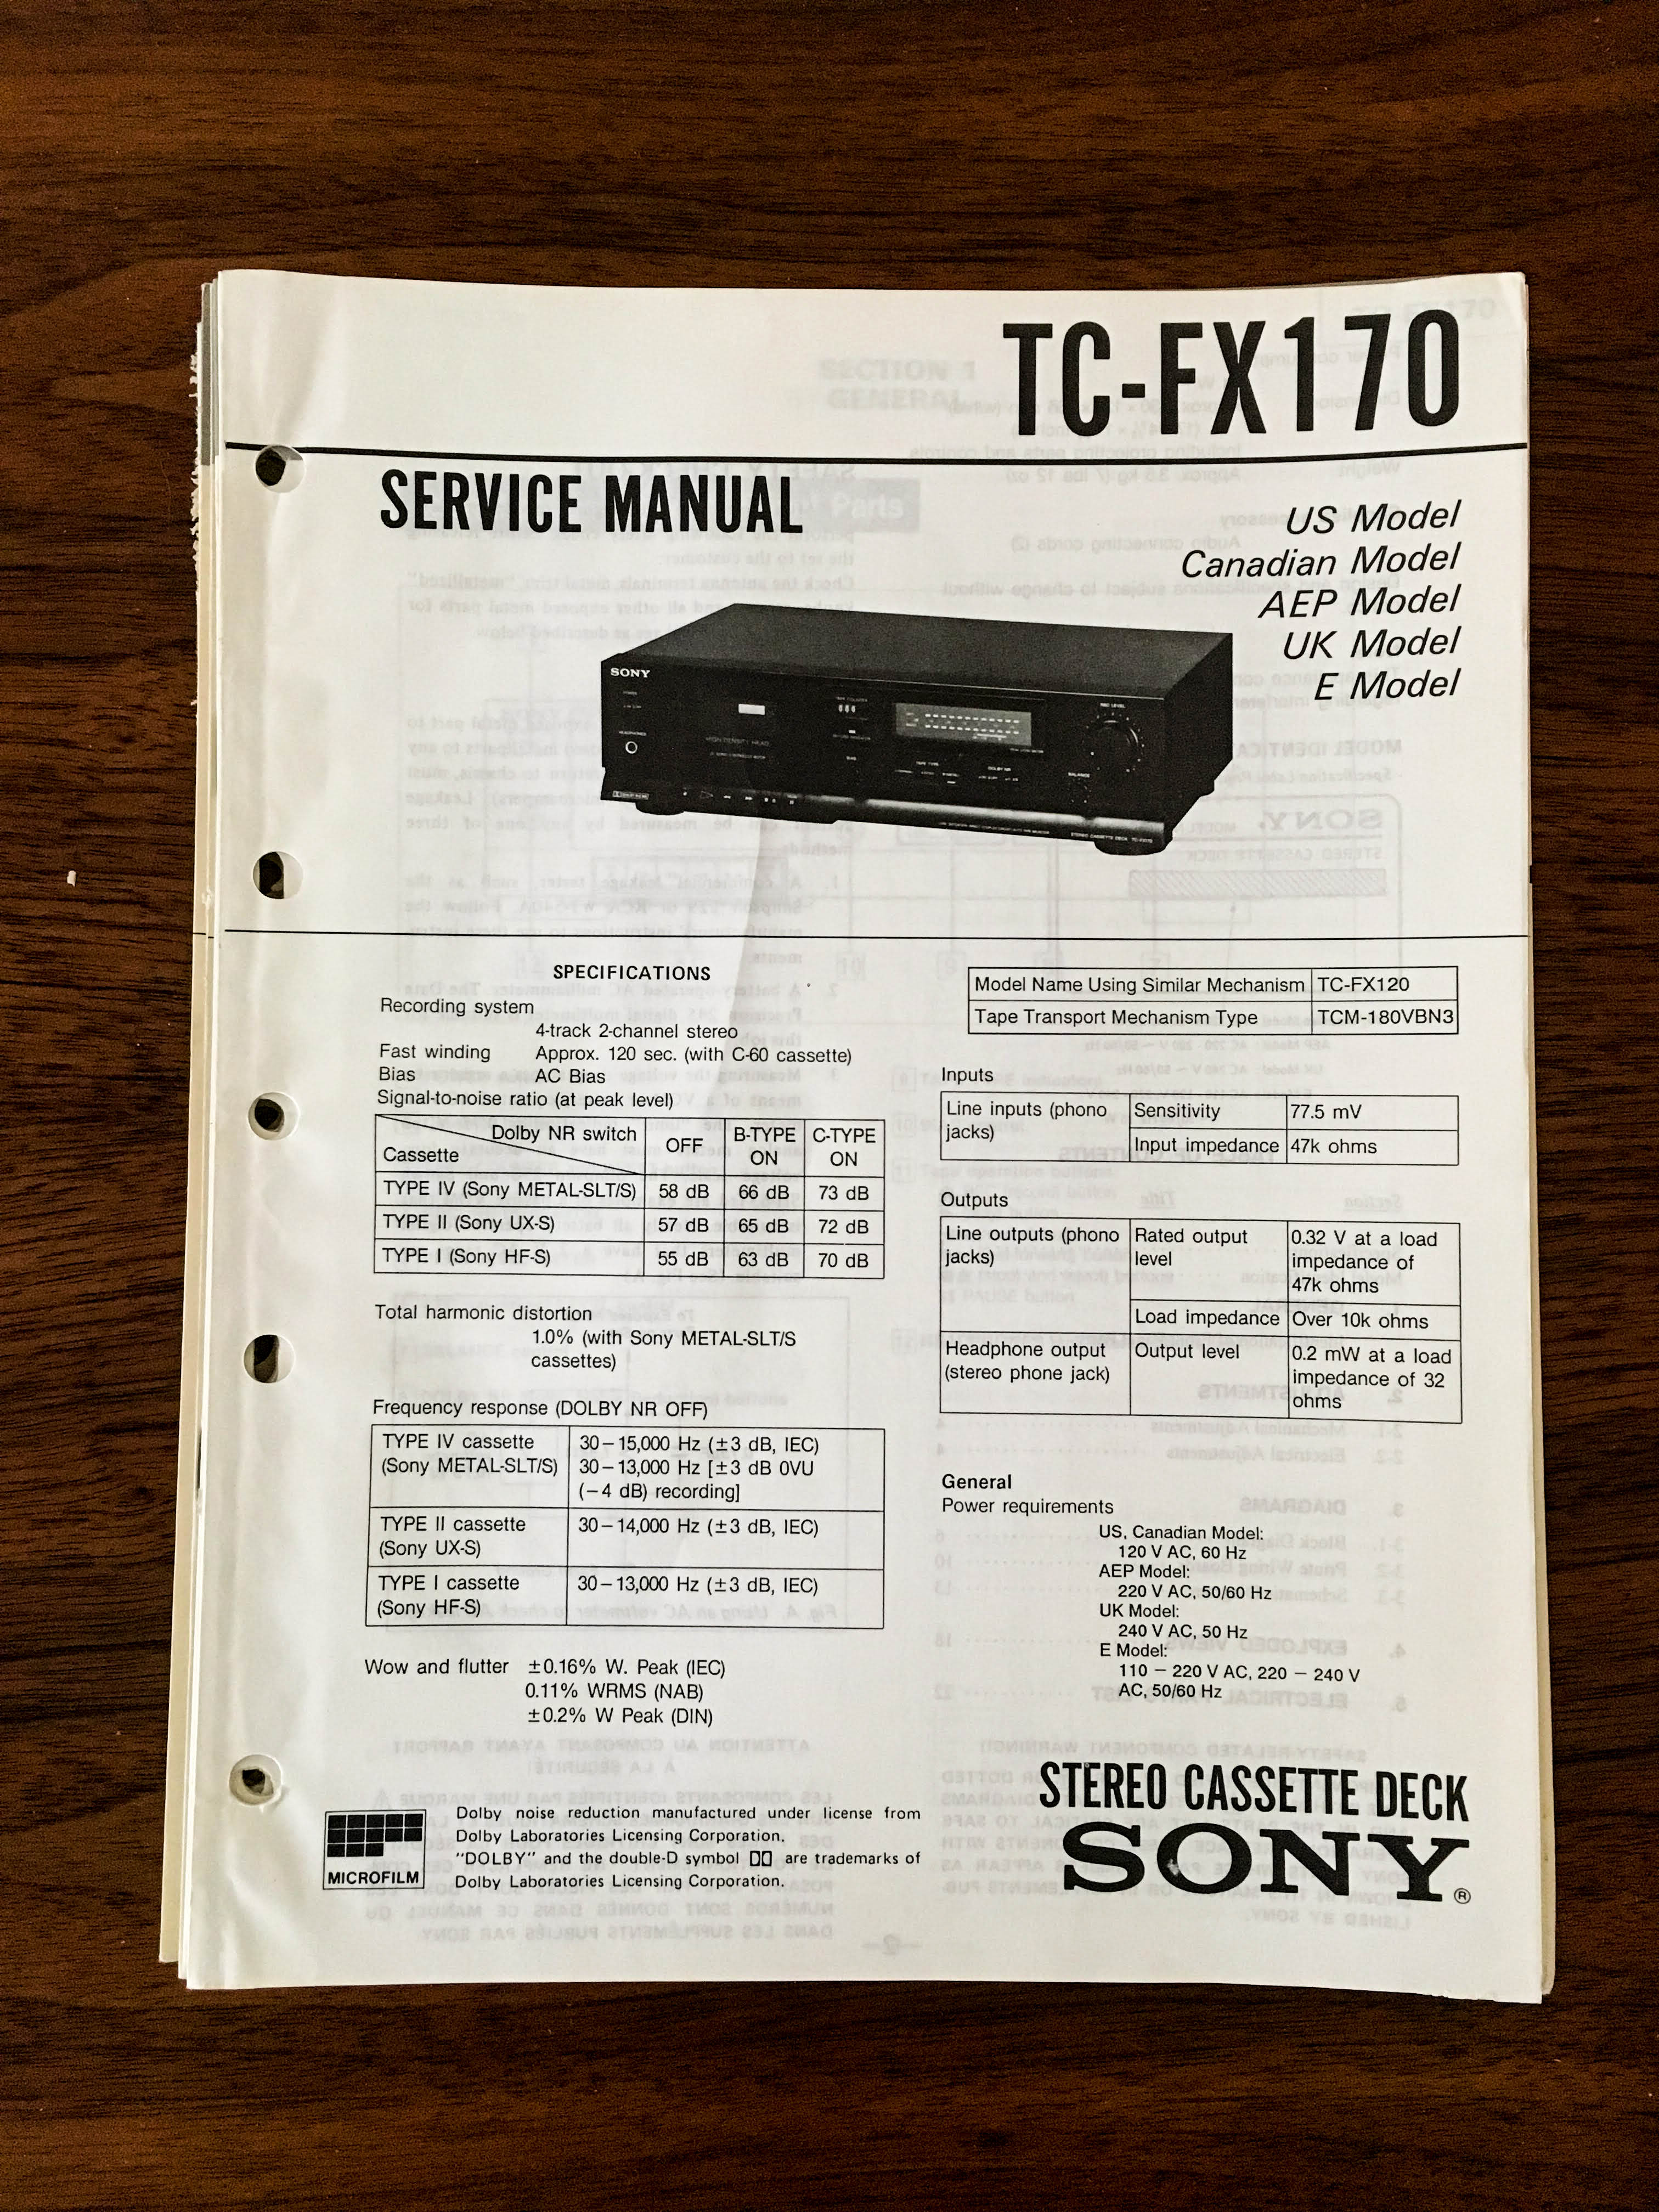 TC-FX170
SERVICE MANUAL
US Model
Canadian Model
AEP Model
UK Model
E Model
SONY
SPECIFICATIONS
Recording system
4-track 2-channel stereo
Fast winding Approx. 120 sec. (with C-60 cassette)
Bias AC Bias
Signal-to-noise ratio (at peak level)
Dolby NR switch OFF B-TYPE ON C-TYPE ON
Cassette
TYPE IV (Sony METAL-SLT/S) 58 dB 66 dB 73 dB
TYPE II (Sony UX-S) 57 dB 65 dB 72 dB
TYPE I (Sony HF-S) 55 dB 63 dB 70 dB
Total harmonic distortion
1.0% (with Sony METAL-SLT/S
cassettes)
Frequency response (DOLBY NR OFF)
TYPE IV cassette 30–15,000 Hz (±3 dB, IEC)
(Sony METAL-SLT/S) 30–13,000 Hz [±3 dB 0VU
(−4 dB) recording]
TYPE II cassette 30–14,000 Hz (±3 dB, IEC)
(Sony UX-S)
TYPE I cassette 30–13,000 Hz (±3 dB, IEC)
(Sony HF-S)
Wow and flutter ±0.16% W. Peak (IEC)
0.11% WRMS (NAB)
±0.2% W Peak (DIN)
Model Name Using Similar Mechanism TC-FX120
Tape Transport Mechanism Type TCM-180VBN3
Inputs
Line inputs (phono Sensitivity 77.5 mV
jacks) Input impedance 47k ohms
Outputs
Line outputs (phono Rated output 0.32 V at a load
jacks) level impedance of
47k ohms
Load impedance Over 10k ohms
Headphone output Output level 0.2 mW at a load
(stereo phone jack) impedance of 32
ohms
General
Power requirements
US, Canadian Model:
120 V AC, 60 Hz
AEP Model:
220 V AC, 50/60 Hz
UK Model:
240 V AC, 50 Hz
E Model:
110 – 220 V AC, 220 – 240 V
AC, 50/60 Hz
MICROFILM
Dolby noise reduction manufactured under license from
Dolby Laboratories Licensing Corporation.
"DOLBY" and the double-D symbol are trademarks of
Dolby Laboratories Licensing Corporation.
STEREO CASSETTE DECK
SONY®